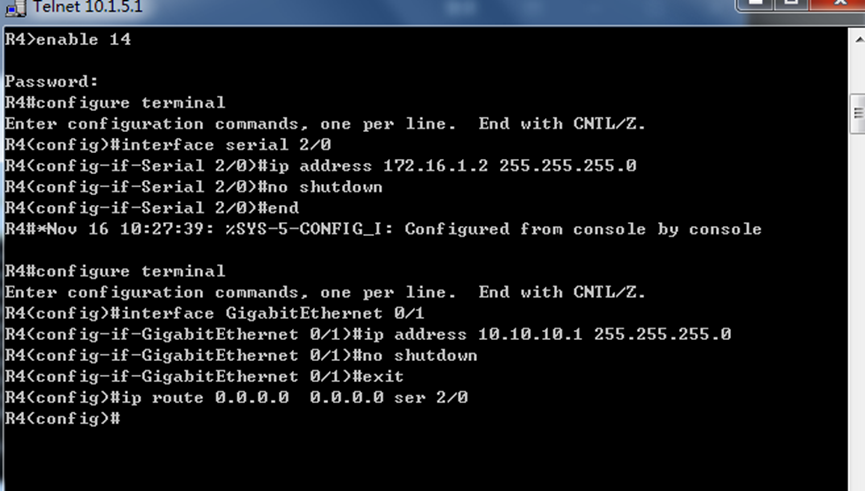 Telnet 10.1.5.1
R4>enable 14
Password:
R4#configure terminal
Enter configuration commands, one per line.  End with CNTL/Z.
R4(config)#interface serial 2/0
R4(config-if-Serial 2/0)#ip address 172.16.1.2 255.255.255.0
R4(config-if-Serial 2/0)#no shutdown
R4(config-if-Serial 2/0)#end
R4#*Nov 16 10:27:39: %SYS-5-CONFIG_I: Configured from console by console
R4#configure terminal
Enter configuration commands, one per line.  End with CNTL/Z.
R4(config)#interface GigabitEthernet 0/1
R4(config-if-GigabitEthernet 0/1)#ip address 10.10.10.1 255.255.255.0
R4(config-if-GigabitEthernet 0/1)#no shutdown
R4(config-if-GigabitEthernet 0/1)#exit
R4(config)#ip route 0.0.0.0  0.0.0.0 ser 2/0
R4(config)#